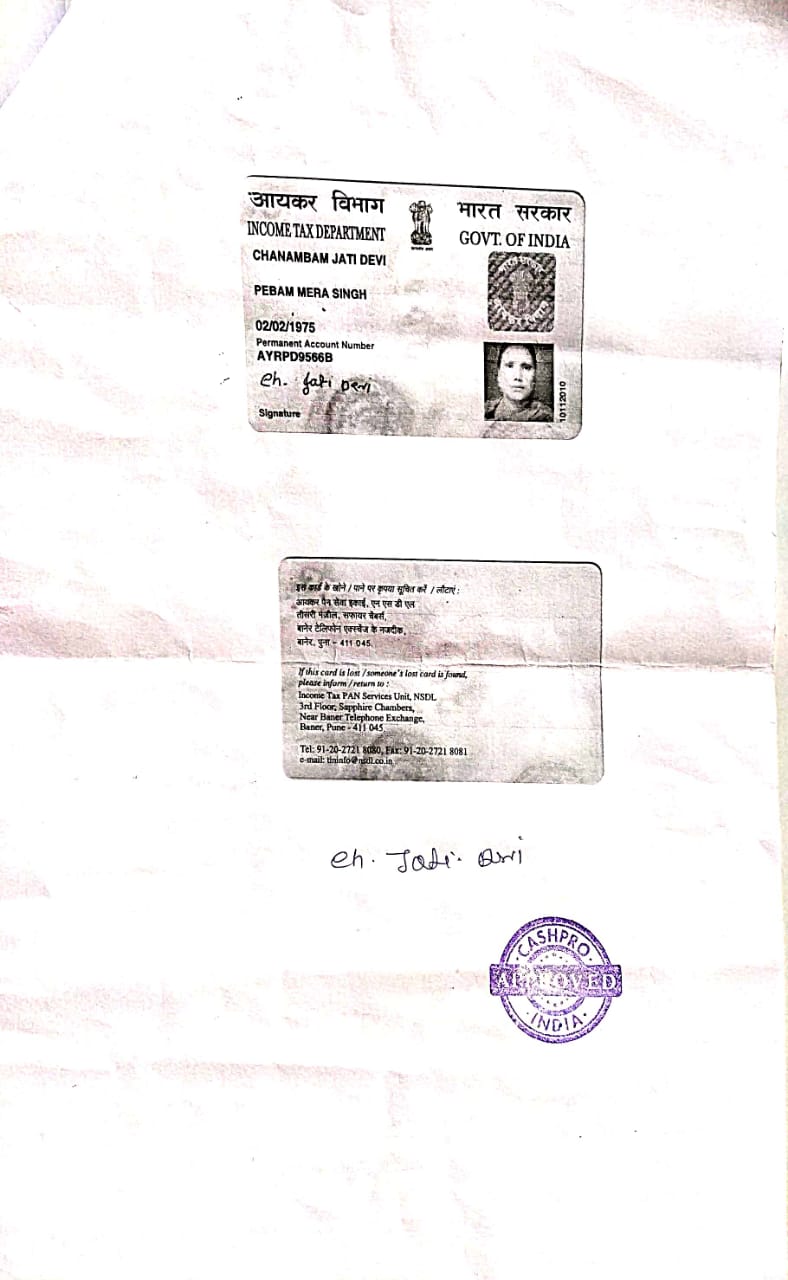 आयकर विभाग
भारत सरकार
INCOME TAX DEPARTMENT
GOVT. OF INDIA
CHANAMBAM JATI DEVI
PEBAM MERA SINGH
02/02/1975
Permanent Account Number
AYRPD9566B
Ch. Jati Devi
Signature
10112010
इस कार्ड के खोने / पाने पर कृपया सूचित करें / लौटाएं :
आयकर पैन सेवा इकाई, एन एस डी एल
तीसरी मंज़ील, सफायर चेंबर्स,
बानेर टेलिफोन एक्स्चेंज के नजदीक,
बानेर, पुना - 411 045.
If this card is lost / someone's lost card is found,
please inform / return to :
Income Tax PAN Services Unit, NSDL
3rd Floor, Sapphire Chambers,
Near Baner Telephone Exchange,
Baner, Pune - 411 045.
Tel: 91-20-2721 8080, Fax: 91-20-2721 8081
e-mail: tininfo@nsdl.co.in
Ch. Jati. Devi
CASHPRO
APPROVED
INDIA